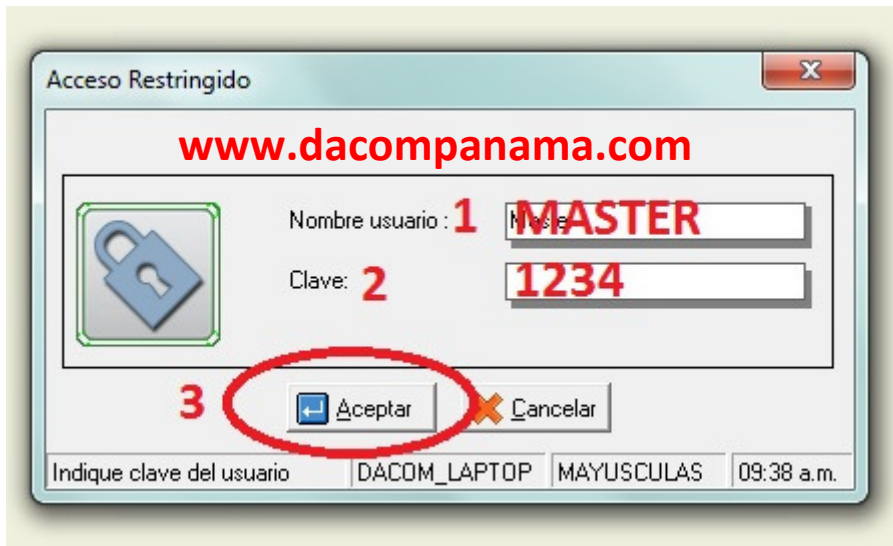 Acceso Restringido
www.dacompanama.com
Nombre usuario : 1 MASTER
Clave: 2 1234
3 Aceptar Cancelar
Indique clave del usuario DACOM_LAPTOP MAYUSCULAS 09:38 a.m.